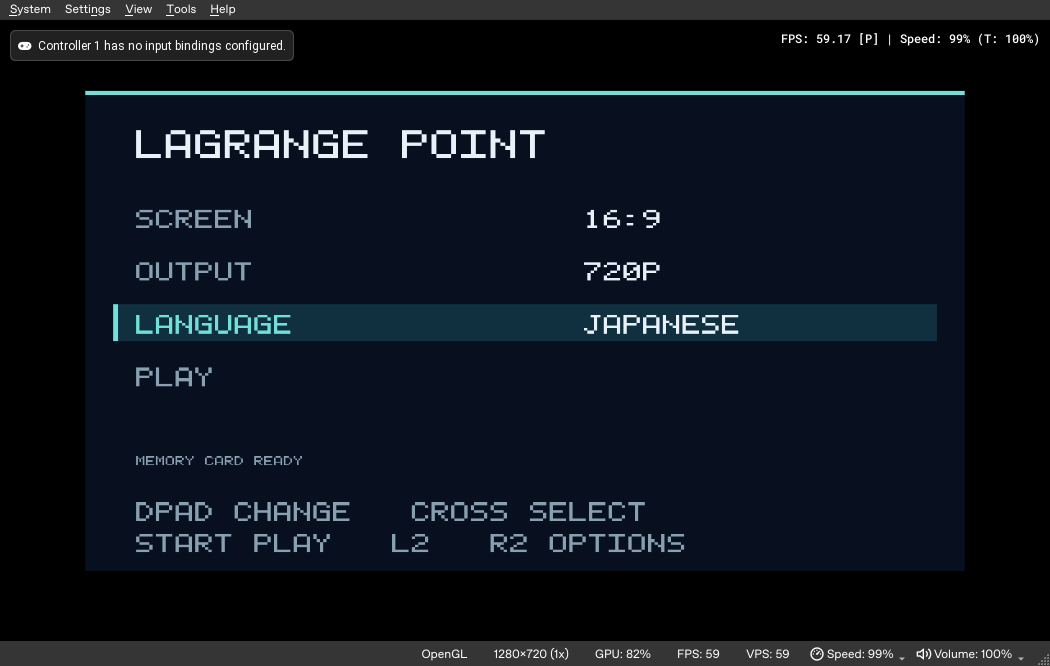 System Settings View Tools Help
Controller 1 has no input bindings configured.
FPS: 59.17 [P] | Speed: 99% (T: 100%)
LAGRANGE POINT
SCREEN 16:9
OUTPUT 720P
LANGUAGE JAPANESE
PLAY
MEMORY CARD READY
DPAD CHANGE CROSS SELECT
START PLAY L2 R2 OPTIONS
OpenGL 1280×720 (1x) GPU: 82% FPS: 59 VPS: 59 Speed: 99% Volume: 100%